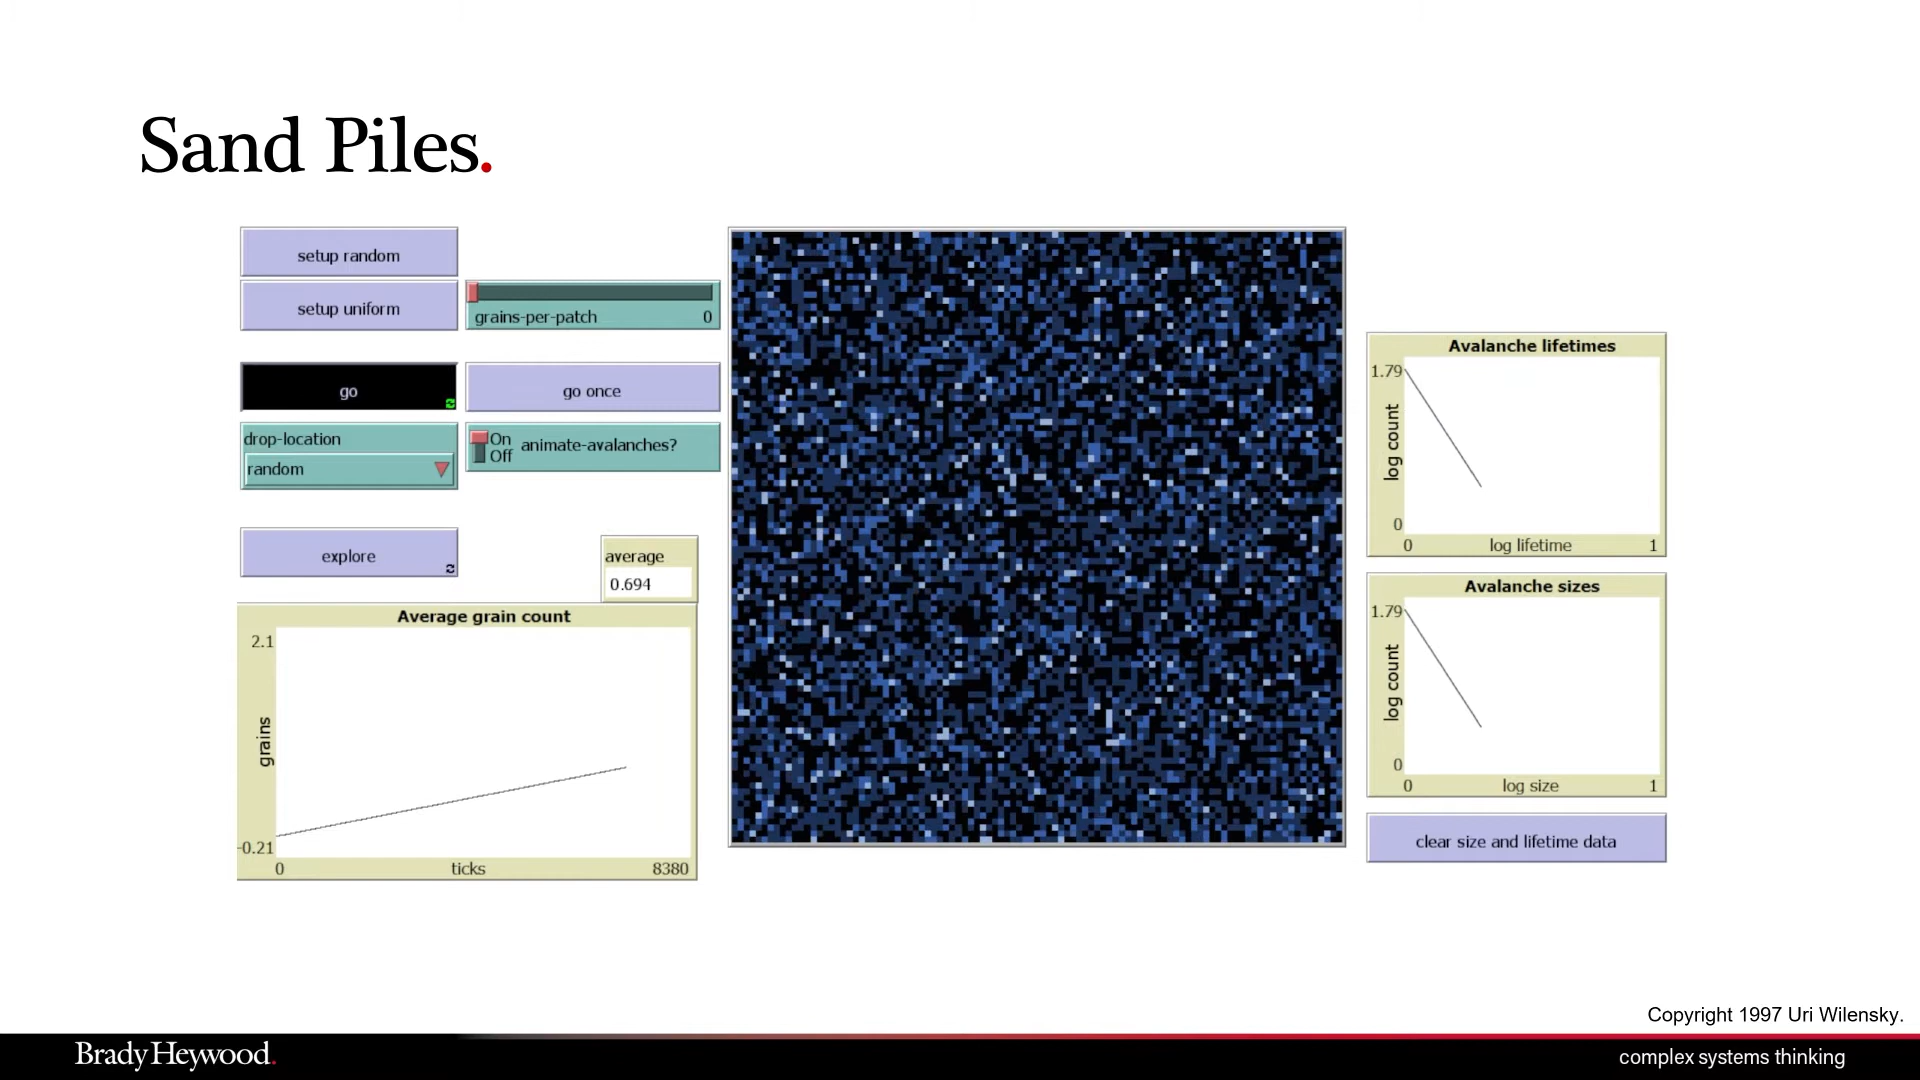 Sand Piles.
setup random
setup uniform
grains-per-patch 0
go
go once
drop-location
random
On
Off
animate-avalanches?
explore
average
0.694
Average grain count
2.1
grains
-0.21
0 ticks 8380
Avalanche lifetimes
1.79
log count
0
0 log lifetime 1
Avalanche sizes
1.79
log count
0
0 log size 1
clear size and lifetime data
Copyright 1997 Uri Wilensky.
Brady Heywood.
complex systems thinking